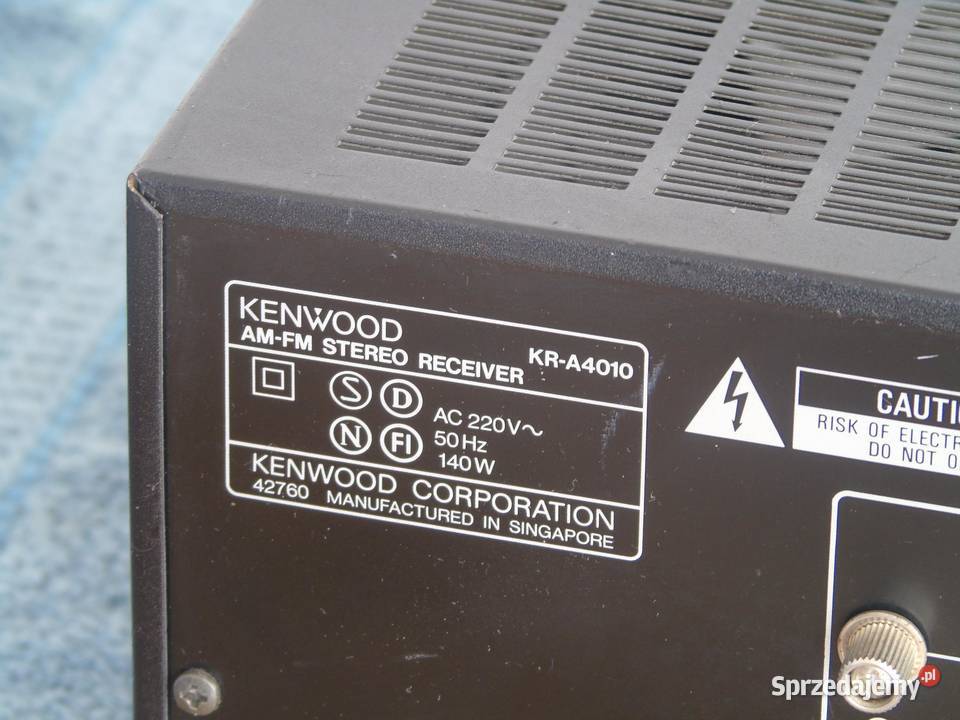 KENWOOD
AM-FM STEREO RECEIVER KR-A4010
S D
N FI
AC 220V~
50Hz
140W
KENWOOD CORPORATION
42760 MANUFACTURED IN SINGAPORE
CAUTI
RISK OF ELECTR
DO NOT O
Sprzedajemy.pl